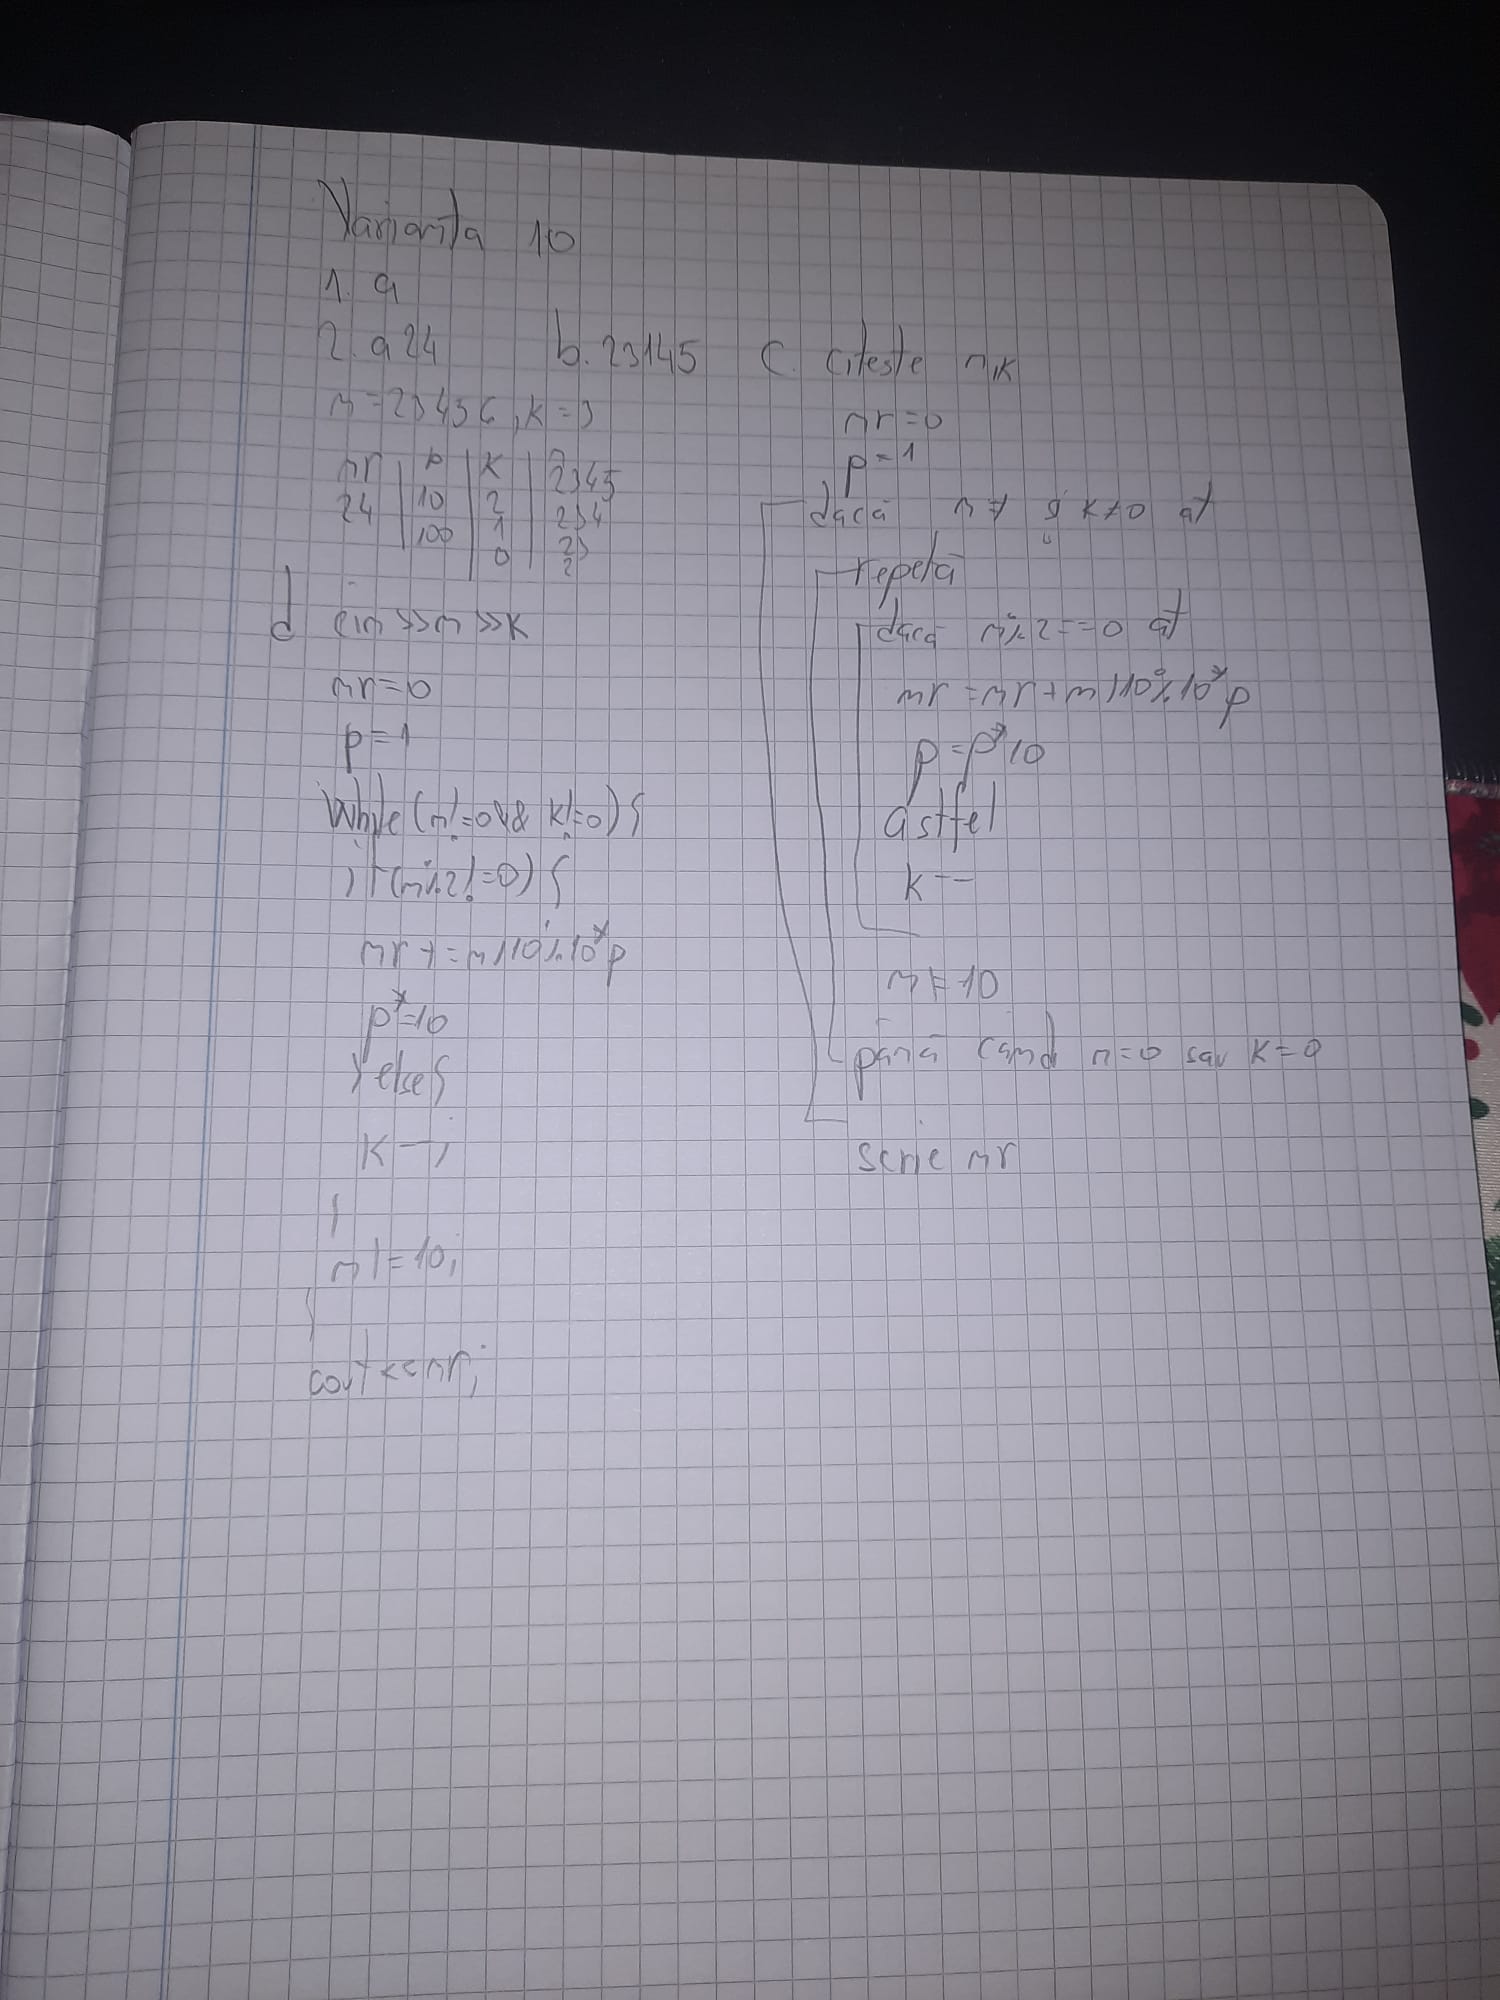 Varianta 10
1. a
2. a 24
b. 23145
n=23456, k=3
nr p k
2345
24 10 2 234
100 1 23
0 2
d cin >>n >>k
nr=0
p=1
While (n!=0 && k!=0) {
if(n%2!=0) {
nr+=n/10%10*p
p*=10
} else {
k--;
}
n/=10;
}
cout<<nr;
c. citeste n,k
nr=0
p=1
dacă n≠ și k≠0 at
repetă
dacă n%2==0 at
nr=nr+n/10%10*p
p=p*10
astfel
k--
n/=10
până când n=0 sau k=0
scrie nr